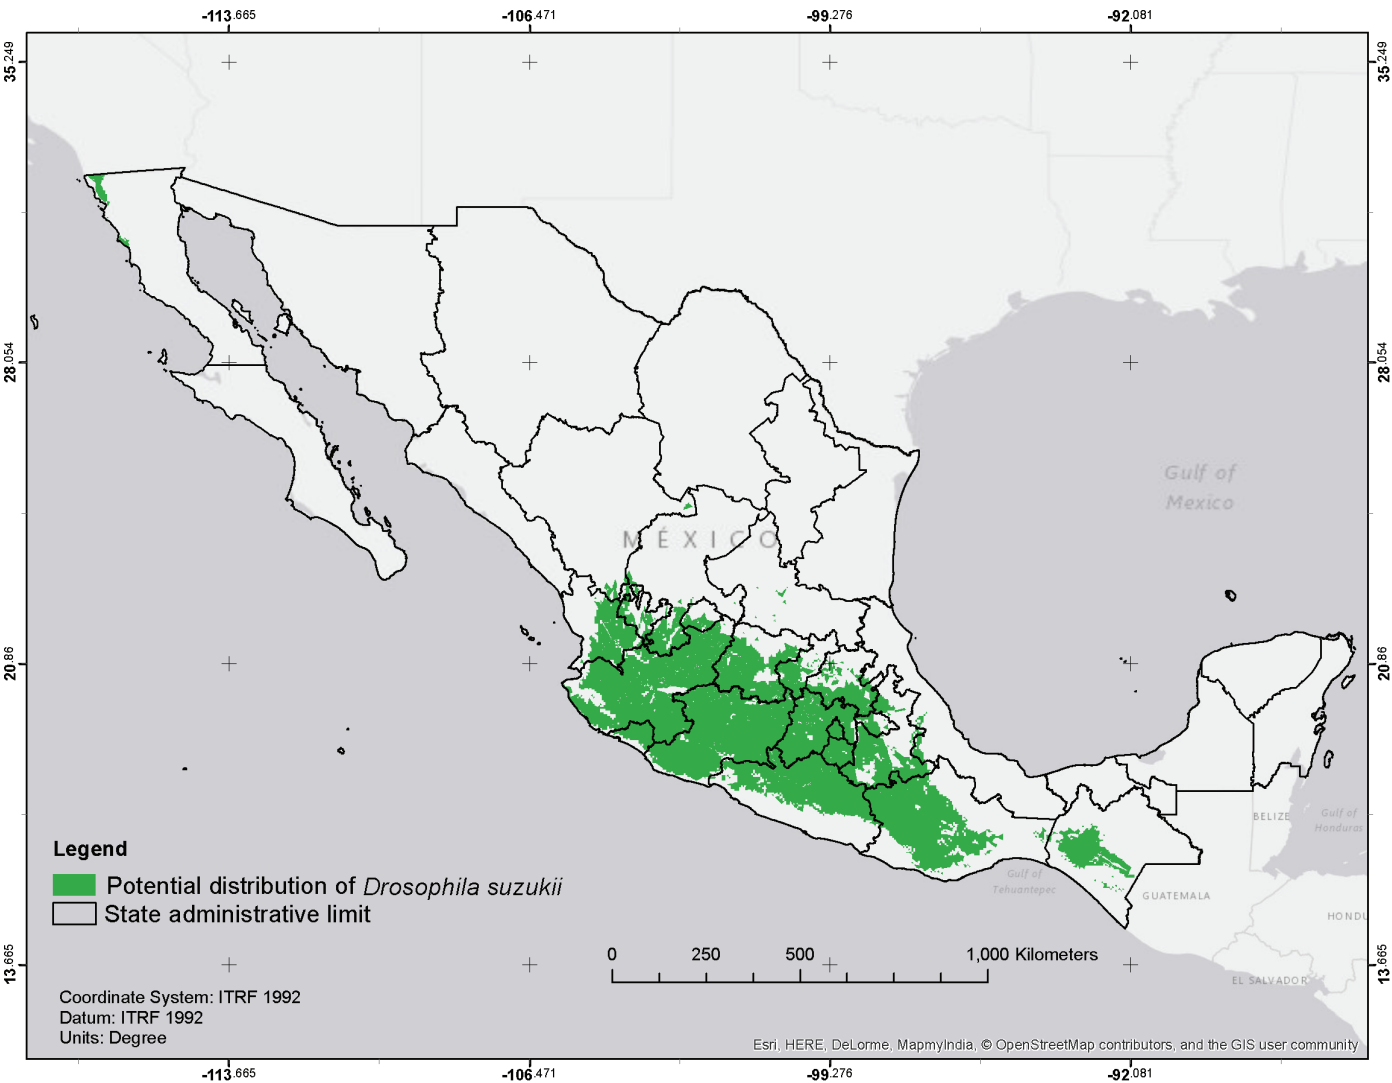 -113.665 -106.471 -99.276 -92.081
35.249 35.249
28.054 28.054
Gulf of
Mexico
MÉXICO
20.86 20.86
BELIZE
Gulf of
Honduras
Legend
Potential distribution of Drosophila suzukii
State administrative limit
Gulf of
Tehuantepec
GUATEMALA
HONDU
0 250 500 1,000 Kilometers
13.665 13.665
EL SALVADOR
Coordinate System: ITRF 1992
Datum: ITRF 1992
Units: Degree
Esri, HERE, DeLorme, MapmyIndia, © OpenStreetMap contributors, and the GIS user community
-113.665 -106.471 -99.276 -92.081